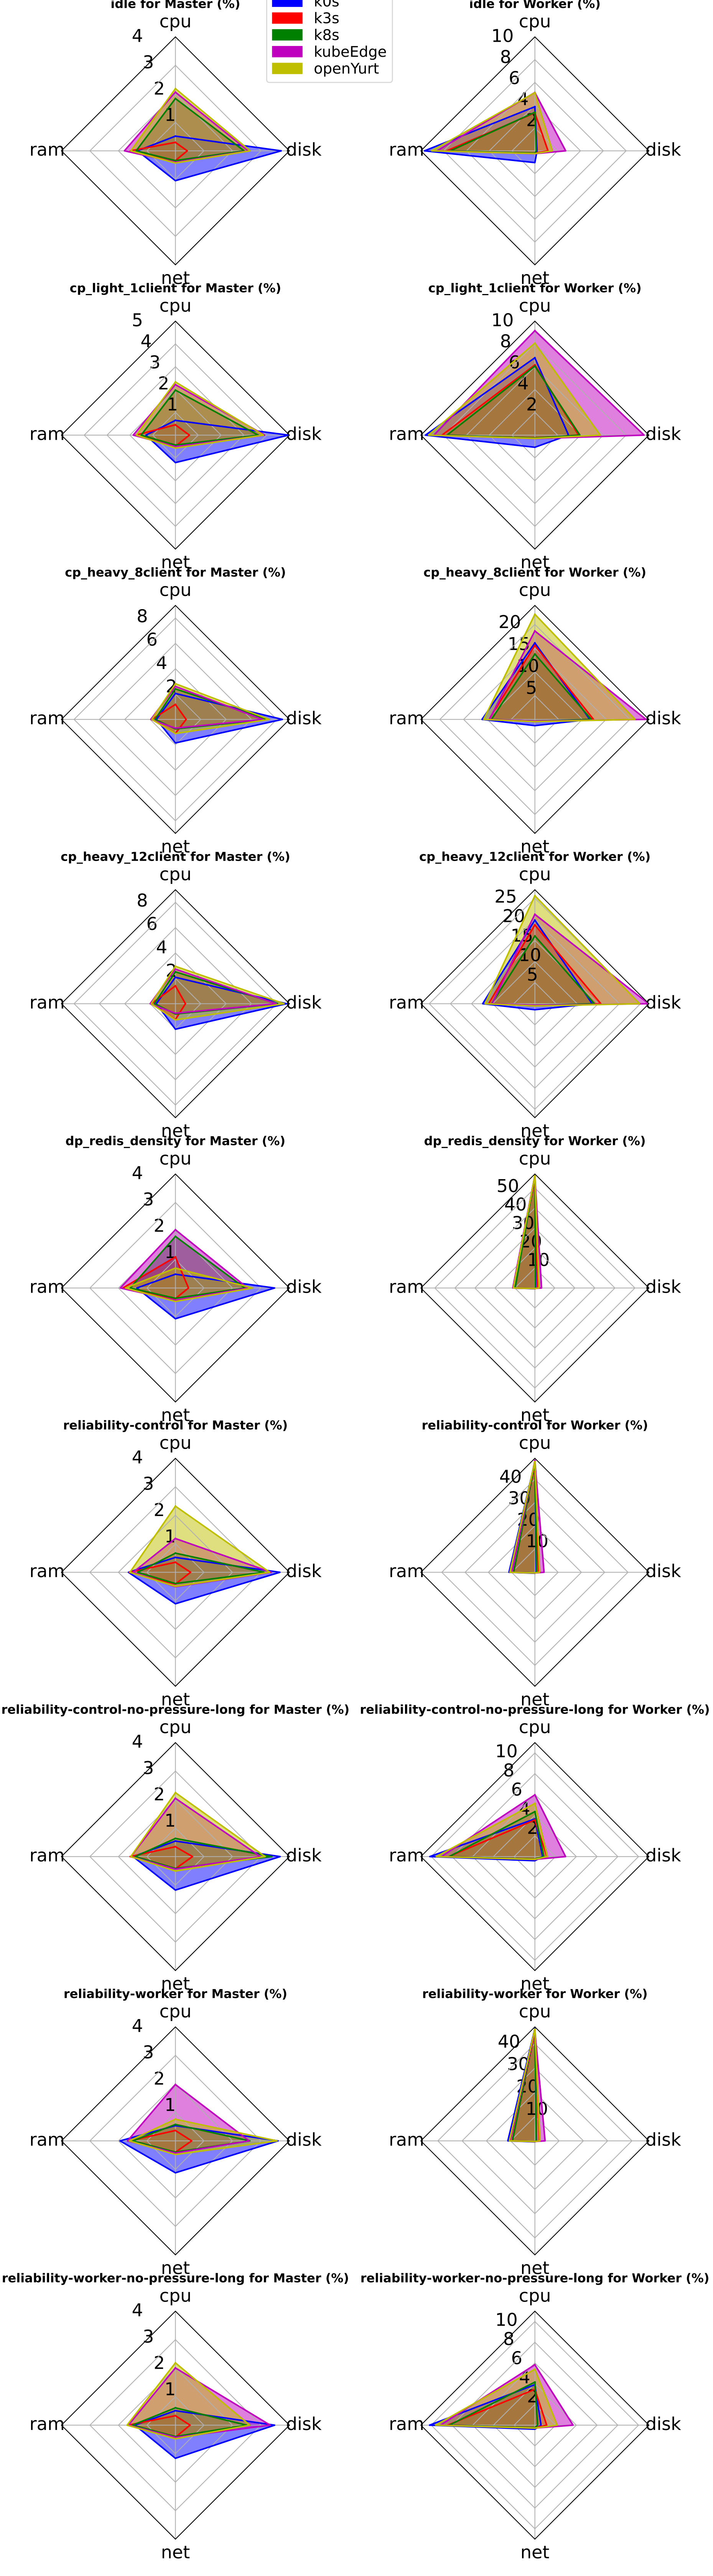 idle for Master (%)
idle for Worker (%)
k0s
k3s
k8s
kubeEdge
openYurt
cpu
4
3
2
1
ram
disk
net
cpu
10
8
6
4
2
ram
disk
net
cp_light_1client for Master (%)
cpu
5
4
3
2
1
ram
disk
net
cp_light_1client for Worker (%)
cpu
10
8
6
4
2
ram
disk
net
cp_heavy_8client for Master (%)
cpu
8
6
4
2
ram
disk
net
cp_heavy_8client for Worker (%)
cpu
20
15
10
5
ram
disk
net
cp_heavy_12client for Master (%)
cpu
8
6
4
2
ram
disk
net
cp_heavy_12client for Worker (%)
cpu
25
20
15
10
5
ram
disk
net
dp_redis_density for Master (%)
cpu
4
3
2
1
ram
disk
net
dp_redis_density for Worker (%)
cpu
50
40
30
20
10
ram
disk
net
reliability-control for Master (%)
cpu
4
3
2
1
ram
disk
net
reliability-control for Worker (%)
cpu
40
30
20
10
ram
disk
net
reliability-control-no-pressure-long for Master (%)
cpu
4
3
2
1
ram
disk
net
reliability-control-no-pressure-long for Worker (%)
cpu
10
8
6
4
2
ram
disk
net
reliability-worker for Master (%)
cpu
4
3
2
1
ram
disk
net
reliability-worker for Worker (%)
cpu
40
30
20
10
ram
disk
net
reliability-worker-no-pressure-long for Master (%)
cpu
4
3
2
1
ram
disk
net
reliability-worker-no-pressure-long for Worker (%)
cpu
10
8
6
4
2
ram
disk
net